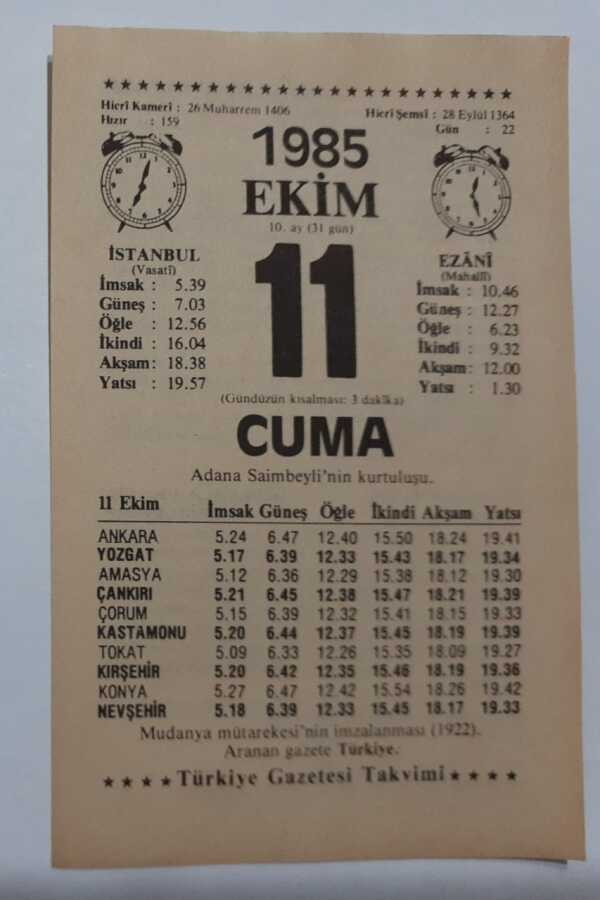 ★ ★ ★ ★ ★ ★ ★ ★ ★ ★ ★ ★ ★ ★ ★ ★ ★ ★ ★ ★ ★ ★ ★
Hicrî Kamerî : 26 Muharrem 1406
Hızır : 159
Hicrî Şemsî : 28 Eylül 1364
Gün : 22
1985
EKİM
10. ay (31 gün)
11
İSTANBUL
(Vasatî)
İmsak : 5.39
Güneş : 7.03
Öğle : 12.56
İkindi : 16.04
Akşam : 18.38
Yatsı : 19.57
EZÂNÎ
(Mahallî)
İmsak : 10.46
Güneş : 12.27
Öğle : 6.23
İkindi : 9.32
Akşam : 12.00
Yatsı : 1.30
(Gündüzün kısalması: 3 dakîka)
CUMA
Adana Saimbeyli'nin kurtuluşu.
11 Ekim İmsak Güneş Öğle İkindi Akşam Yatsı
ANKARA 5.24 6.47 12.40 15.50 18.24 19.41
YOZGAT 5.17 6.39 12.33 15.43 18.17 19.34
AMASYA 5.12 6.36 12.29 15.38 18.12 19.30
ÇANKIRI 5.21 6.45 12.38 15.47 18.21 19.39
ÇORUM 5.15 6.39 12.32 15.41 18.15 19.33
KASTAMONU 5.20 6.44 12.37 15.45 18.19 19.39
TOKAT 5.09 6.33 12.26 15.35 18.09 19.27
KIRŞEHİR 5.20 6.42 12.35 15.46 18.19 19.36
KONYA 5.27 6.47 12.42 15.54 18.26 19.42
NEVŞEHİR 5.18 6.39 12.33 15.45 18.17 19.33
Mudanya mütarekesi'nin imzalanması (1922).
Aranan gazete Türkiye.
★ ★ ★ ★ Türkiye Gazetesi Takvimi ★ ★ ★ ★